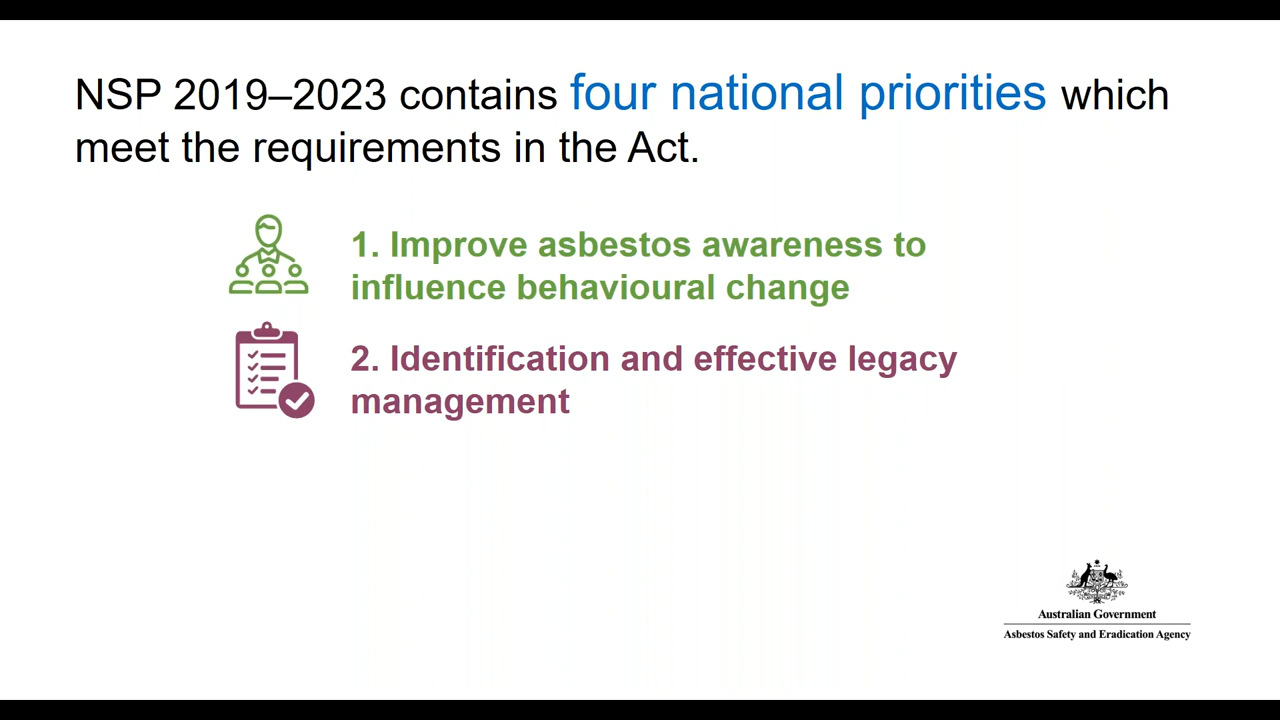 NSP 2019–2023 contains four national priorities which
meet the requirements in the Act.
1. Improve asbestos awareness to
influence behavioural change
2. Identification and effective legacy
management
Australian Government
Asbestos Safety and Eradication Agency